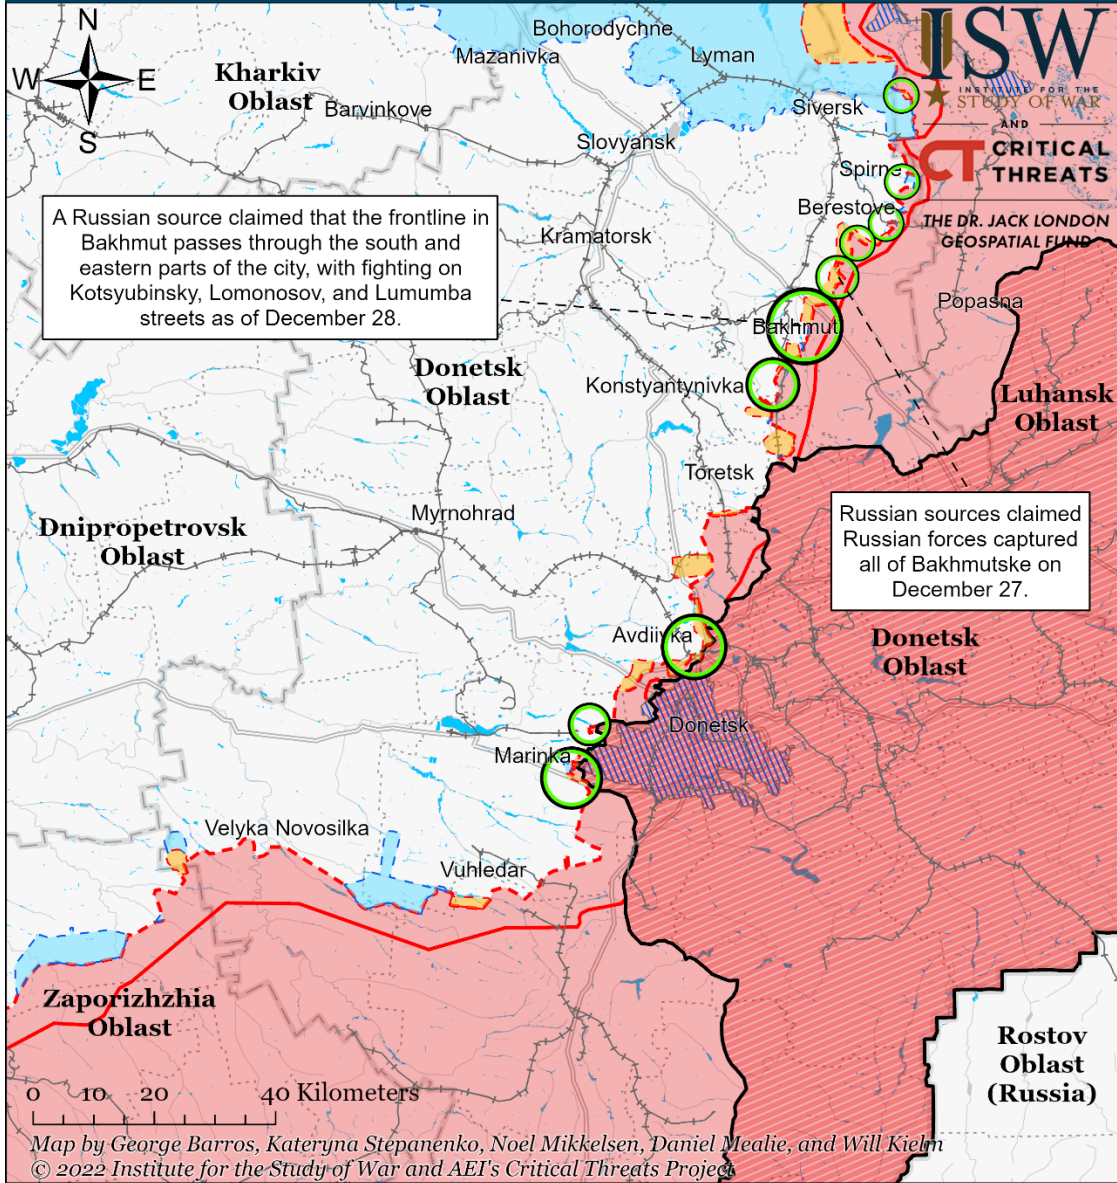 N
W
E
S
ISW
INSTITUTE FOR THE
STUDY OF WAR
AND
CT CRITICAL
THREATS
THE DR. JACK LONDON
GEOSPATIAL FUND
Bohorodychne
Mazanivka
Lyman
Kharkiv
Oblast
Barvinkove
Siversk
Slovyansk
Spirne
Berestove
A Russian source claimed that the frontline in
Bakhmut passes through the south and
eastern parts of the city, with fighting on
Kotsyubinsky, Lomonosov, and Lumumba
streets as of December 28.
Kramatorsk
Popasna
Bakhmut
Donetsk
Oblast
Konstyantynivka
Luhansk
Oblast
Toretsk
Myrnohrad
Dnipropetrovsk
Oblast
Russian sources claimed
Russian forces captured
all of Bakhmutske on
December 27.
Avdiivka
Donetsk
Oblast
Donetsk
Marinka
Velyka Novosilka
Vuhledar
Zaporizhzhia
Oblast
Rostov
Oblast
(Russia)
0 10 20 40 Kilometers
Map by George Barros, Kateryna Stepanenko, Noel Mikkelsen, Daniel Mealie, and Will Kielm
© 2022 Institute for the Study of War and AEI's Critical Threats Project